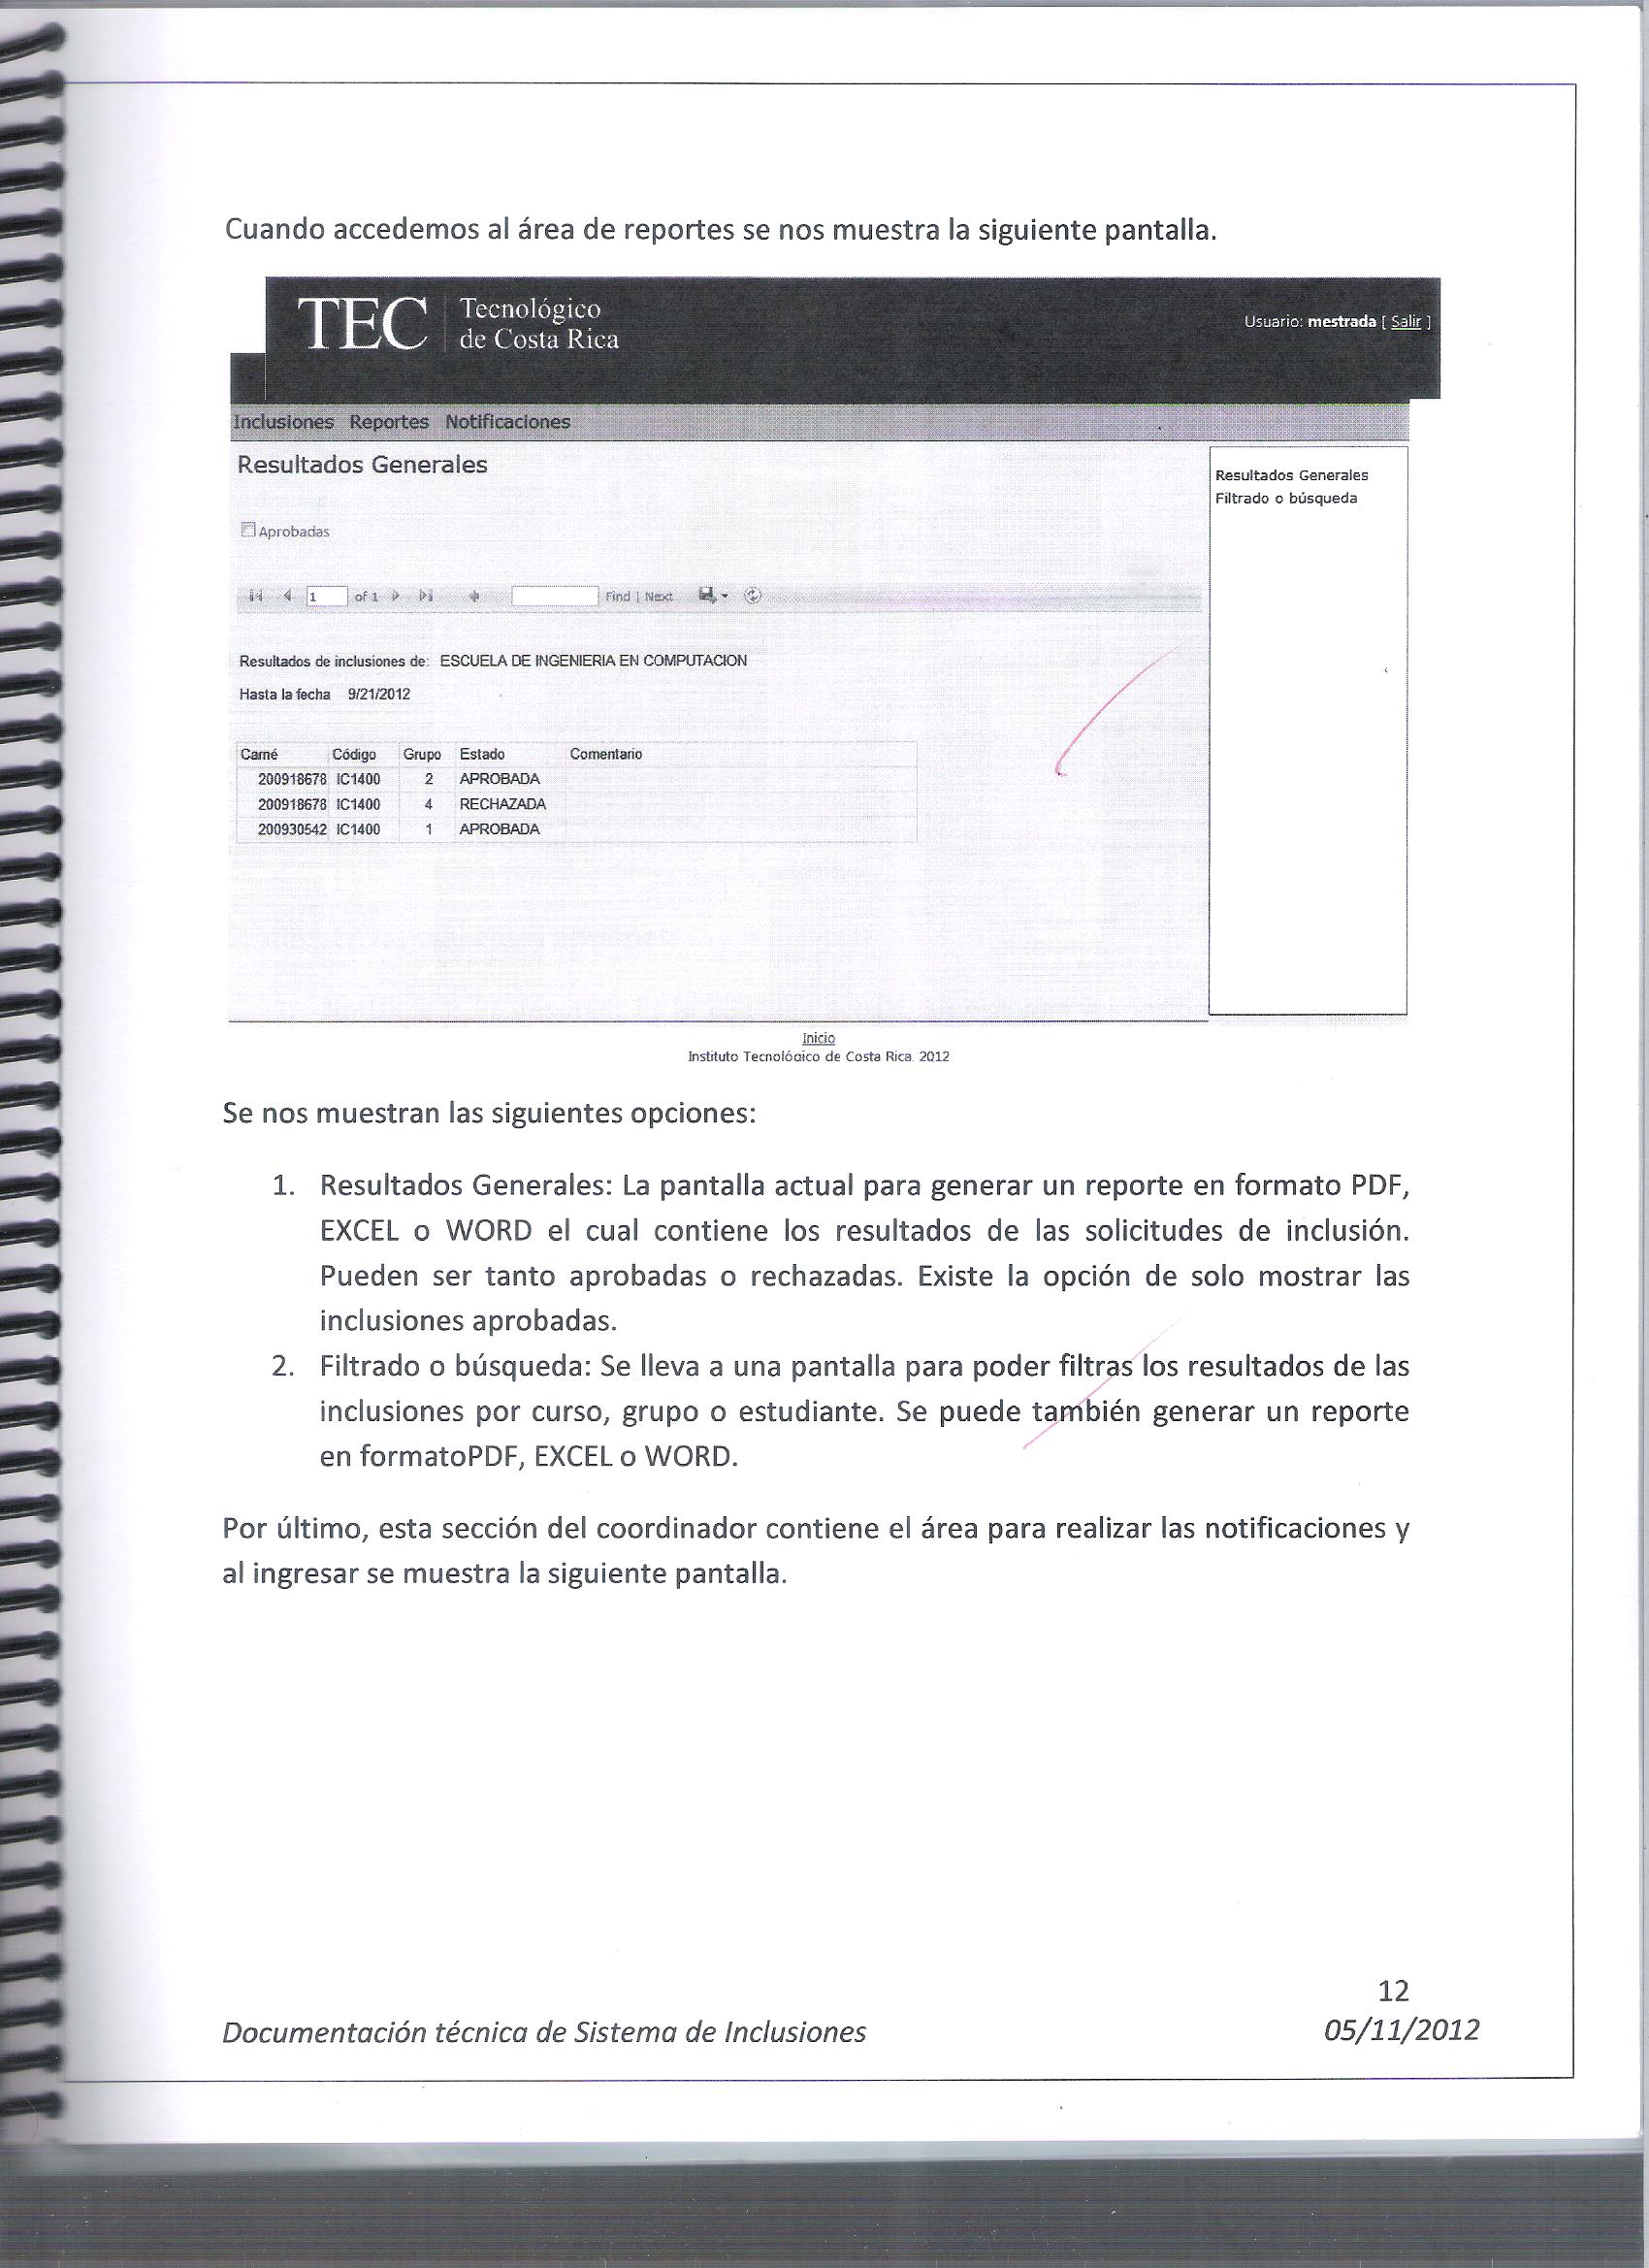 Cuando accedemos al área de reportes se nos muestra la siguiente pantalla.
TEC Tecnológico
de Costa Rica
Usuario: mestrada [ Salir ]
Inclusiones Reportes Notificaciones
Resultados Generales
Resultados Generales
Filtrado o búsqueda
Aprobadas
1 of 1 Find | Next
Resultados de inclusiones de: ESCUELA DE INGENIERIA EN COMPUTACION
Hasta la fecha 9/21/2012
Carné Código Grupo Estado Comentario
200918678 IC1400 2 APROBADA
200918678 IC1400 4 RECHAZADA
200930542 IC1400 1 APROBADA
Inicio
Instituto Tecnológico de Costa Rica. 2012
Se nos muestran las siguientes opciones:
1. Resultados Generales: La pantalla actual para generar un reporte en formato PDF,
EXCEL o WORD el cual contiene los resultados de las solicitudes de inclusión.
Pueden ser tanto aprobadas o rechazadas. Existe la opción de solo mostrar las
inclusiones aprobadas.
2. Filtrado o búsqueda: Se lleva a una pantalla para poder filtras los resultados de las
inclusiones por curso, grupo o estudiante. Se puede también generar un reporte
en formatoPDF, EXCEL o WORD.
Por último, esta sección del coordinador contiene el área para realizar las notificaciones y
al ingresar se muestra la siguiente pantalla.
12
Documentación técnica de Sistema de Inclusiones
05/11/2012